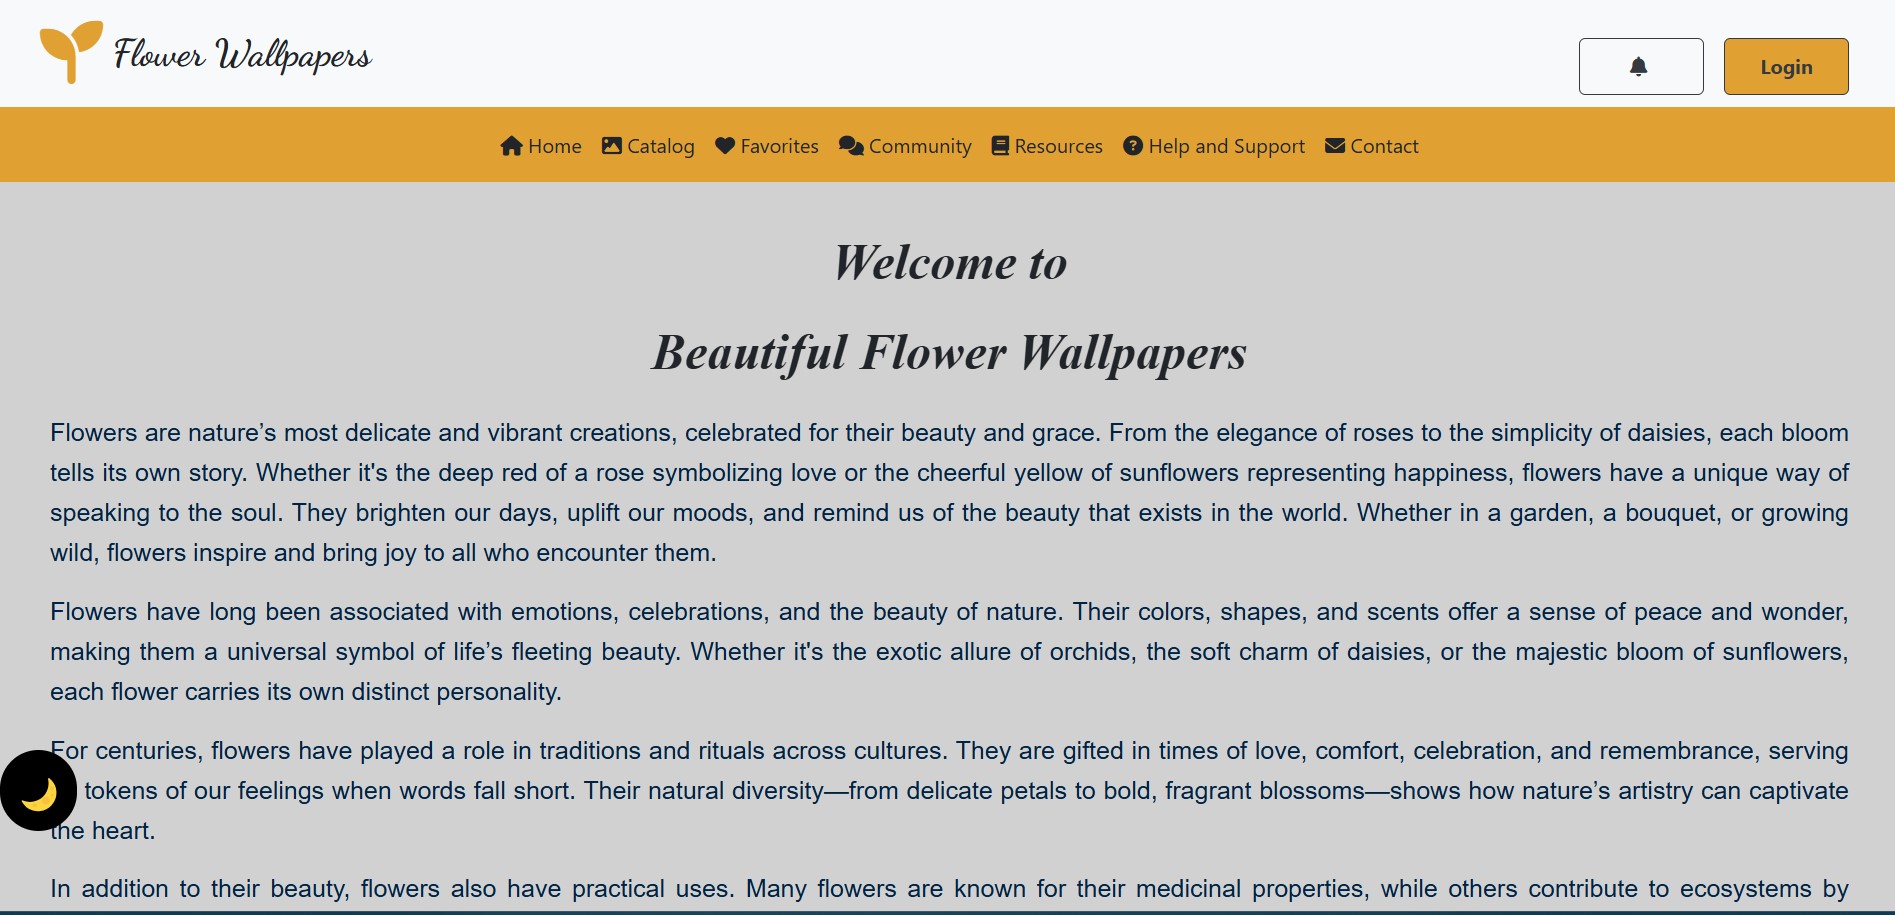 Flower Wallpapers
Login
Home Catalog Favorites Community Resources Help and Support Contact
Welcome to
Beautiful Flower Wallpapers
Flowers are nature’s most delicate and vibrant creations, celebrated for their beauty and grace. From the elegance of roses to the simplicity of daisies, each bloom
tells its own story. Whether it's the deep red of a rose symbolizing love or the cheerful yellow of sunflowers representing happiness, flowers have a unique way of
speaking to the soul. They brighten our days, uplift our moods, and remind us of the beauty that exists in the world. Whether in a garden, a bouquet, or growing
wild, flowers inspire and bring joy to all who encounter them.
Flowers have long been associated with emotions, celebrations, and the beauty of nature. Their colors, shapes, and scents offer a sense of peace and wonder,
making them a universal symbol of life’s fleeting beauty. Whether it's the exotic allure of orchids, the soft charm of daisies, or the majestic bloom of sunflowers,
each flower carries its own distinct personality.
For centuries, flowers have played a role in traditions and rituals across cultures. They are gifted in times of love, comfort, celebration, and remembrance, serving
tokens of our feelings when words fall short. Their natural diversity—from delicate petals to bold, fragrant blossoms—shows how nature’s artistry can captivate
the heart.
In addition to their beauty, flowers also have practical uses. Many flowers are known for their medicinal properties, while others contribute to ecosystems by